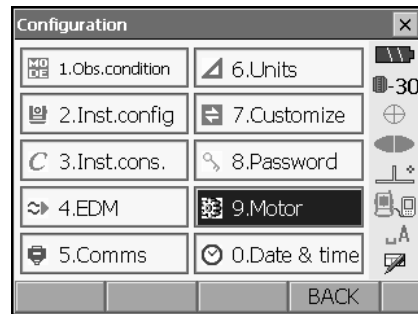 Configuration
MODE 1.Obs.condition
2.Inst.config
C 3.Inst.cons.
4.EDM
5.Comms
6.Units
7.Customize
8.Password
9.Motor
0.Date & time
-30
A
BACK